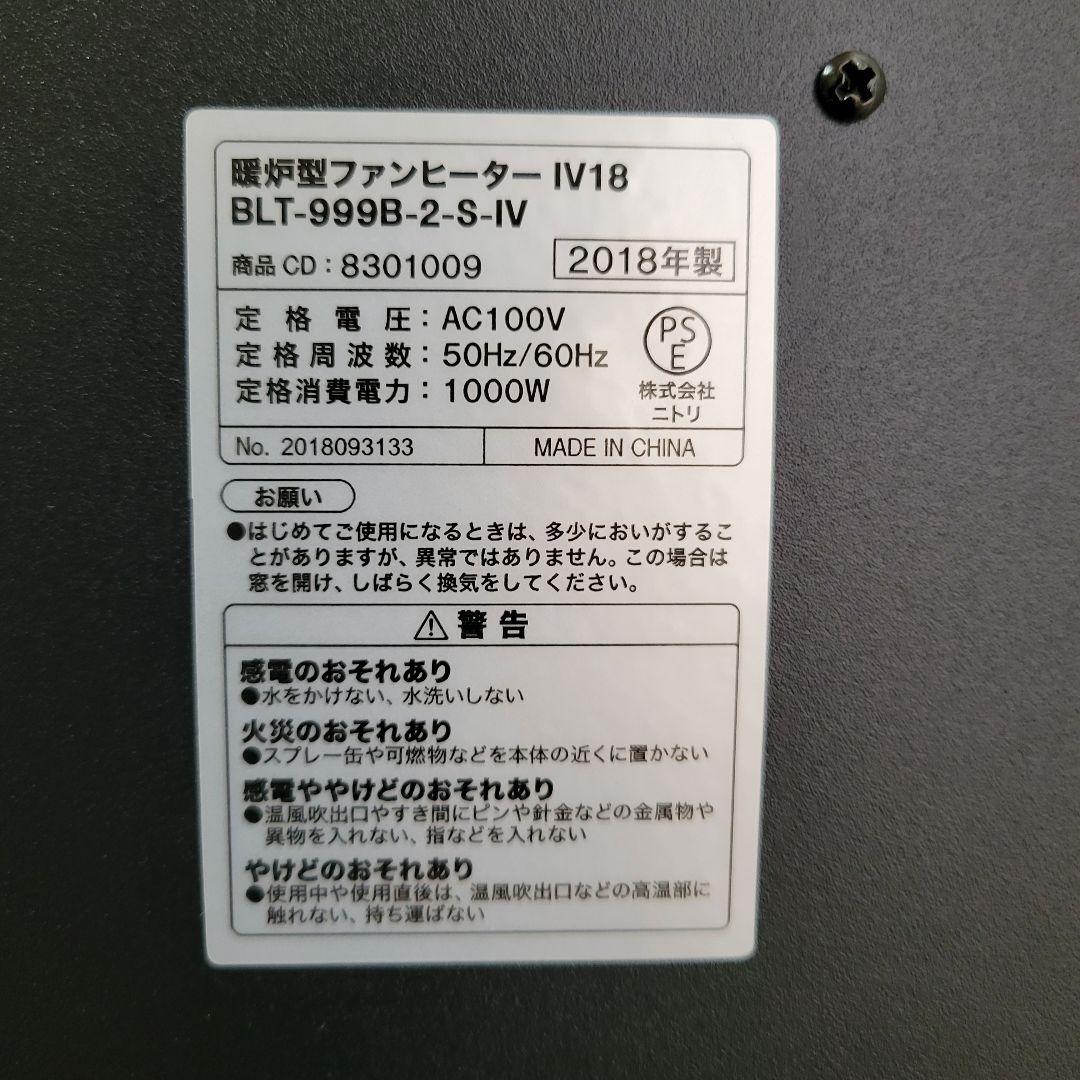 暖炉型ファンヒーター IV18
BLT-999B-2-S-IV
商品CD：8301009
2018年製
定格電圧：AC100V
定格周波数：50Hz/60Hz
定格消費電力：1000W
PS
E
株式会社
ニトリ
No. 2018093133
MADE IN CHINA
お願い
●はじめてご使用になるときは、多少においがするこ
とがありますが、異常ではありません。この場合は
窓を開け、しばらく換気をしてください。
⚠警告
感電のおそれあり
●水をかけない、水洗いしない
火災のおそれあり
●スプレー缶や可燃物などを本体の近くに置かない
感電ややけどのおそれあり
●温風吹出口やすき間にピンや針金などの金属物や
異物を入れない、指などを入れない
やけどのおそれあり
●使用中や使用直後は、温風吹出口などの高温部に
触れない、持ち運ばない